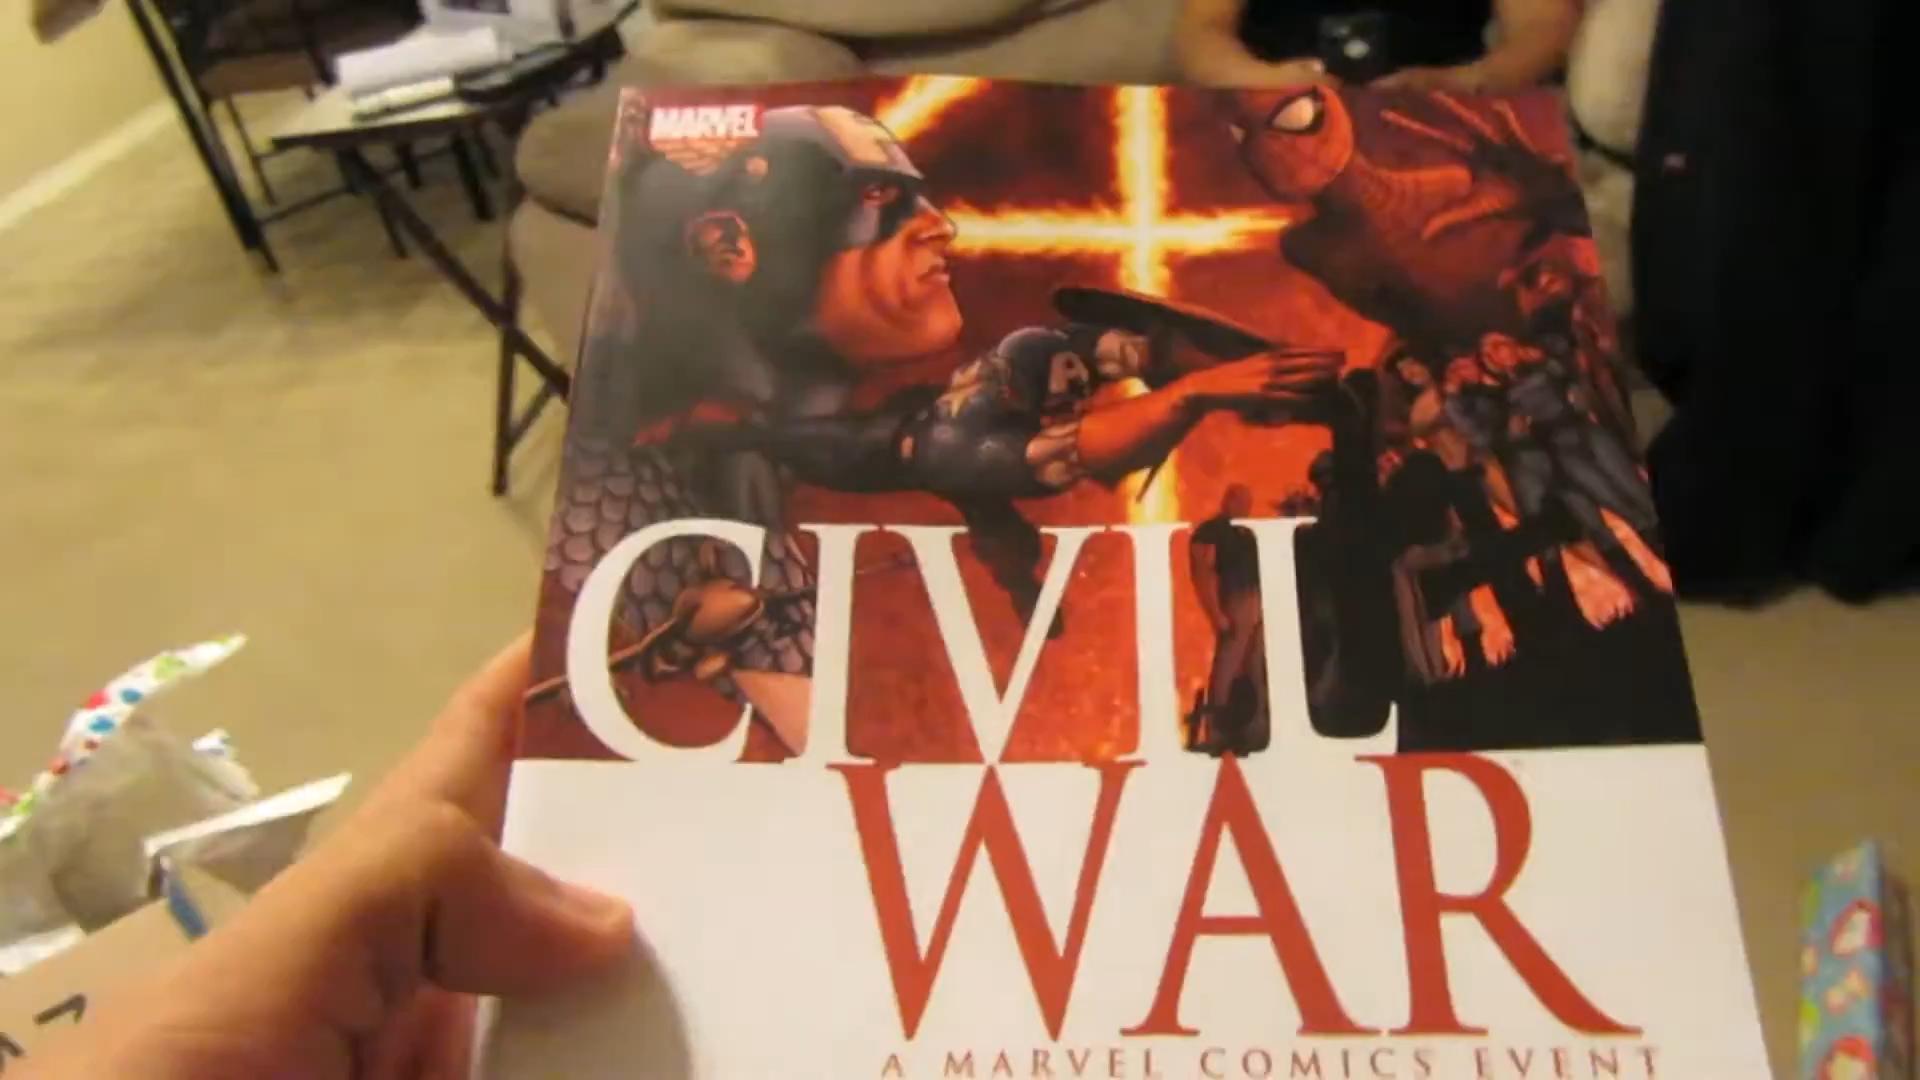 MARVEL
A
CIVIL
WAR
A MARVEL COMICS EVENT